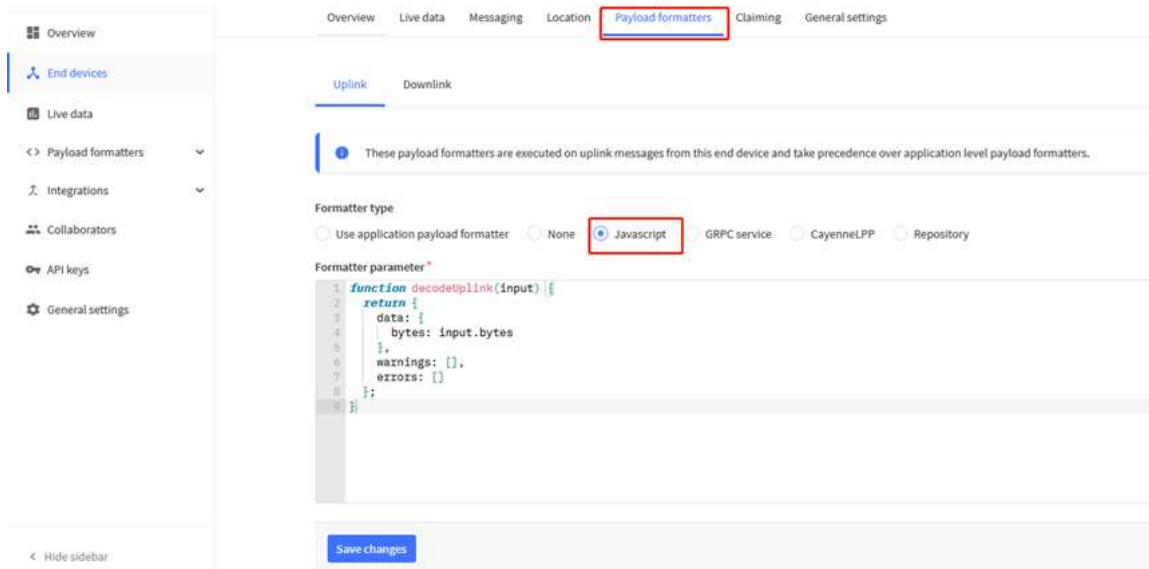 Overview
End devices
Live data
<> Payload formatters
Integrations
Collaborators
API keys
General settings
< Hide sidebar
Overview Live data Messaging Location Payload formatters Claiming General settings
Uplink Downlink
These payload formatters are executed on uplink messages from this end device and take precedence over application level payload formatters.
Formatter type
Use application payload formatter None Javascript GRPC service CayenneLPP Repository
Formatter parameter*
1 function decodeUplink(input) {
2 return {
3 data: {
4 bytes: input.bytes
5 },
6 warnings: [],
7 errors: []
8 };
9 }
Save changes